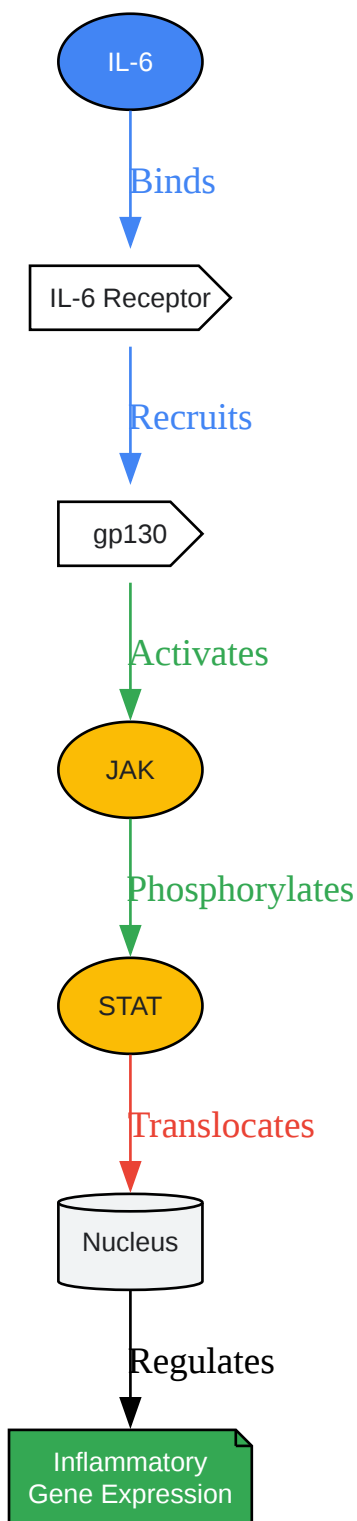 IL-6
Binds
IL-6 Receptor
Recruits
gp130
Activates
JAK
Phosphorylates
STAT
Translocates
Nucleus
Regulates
Inflammatory
Gene Expression